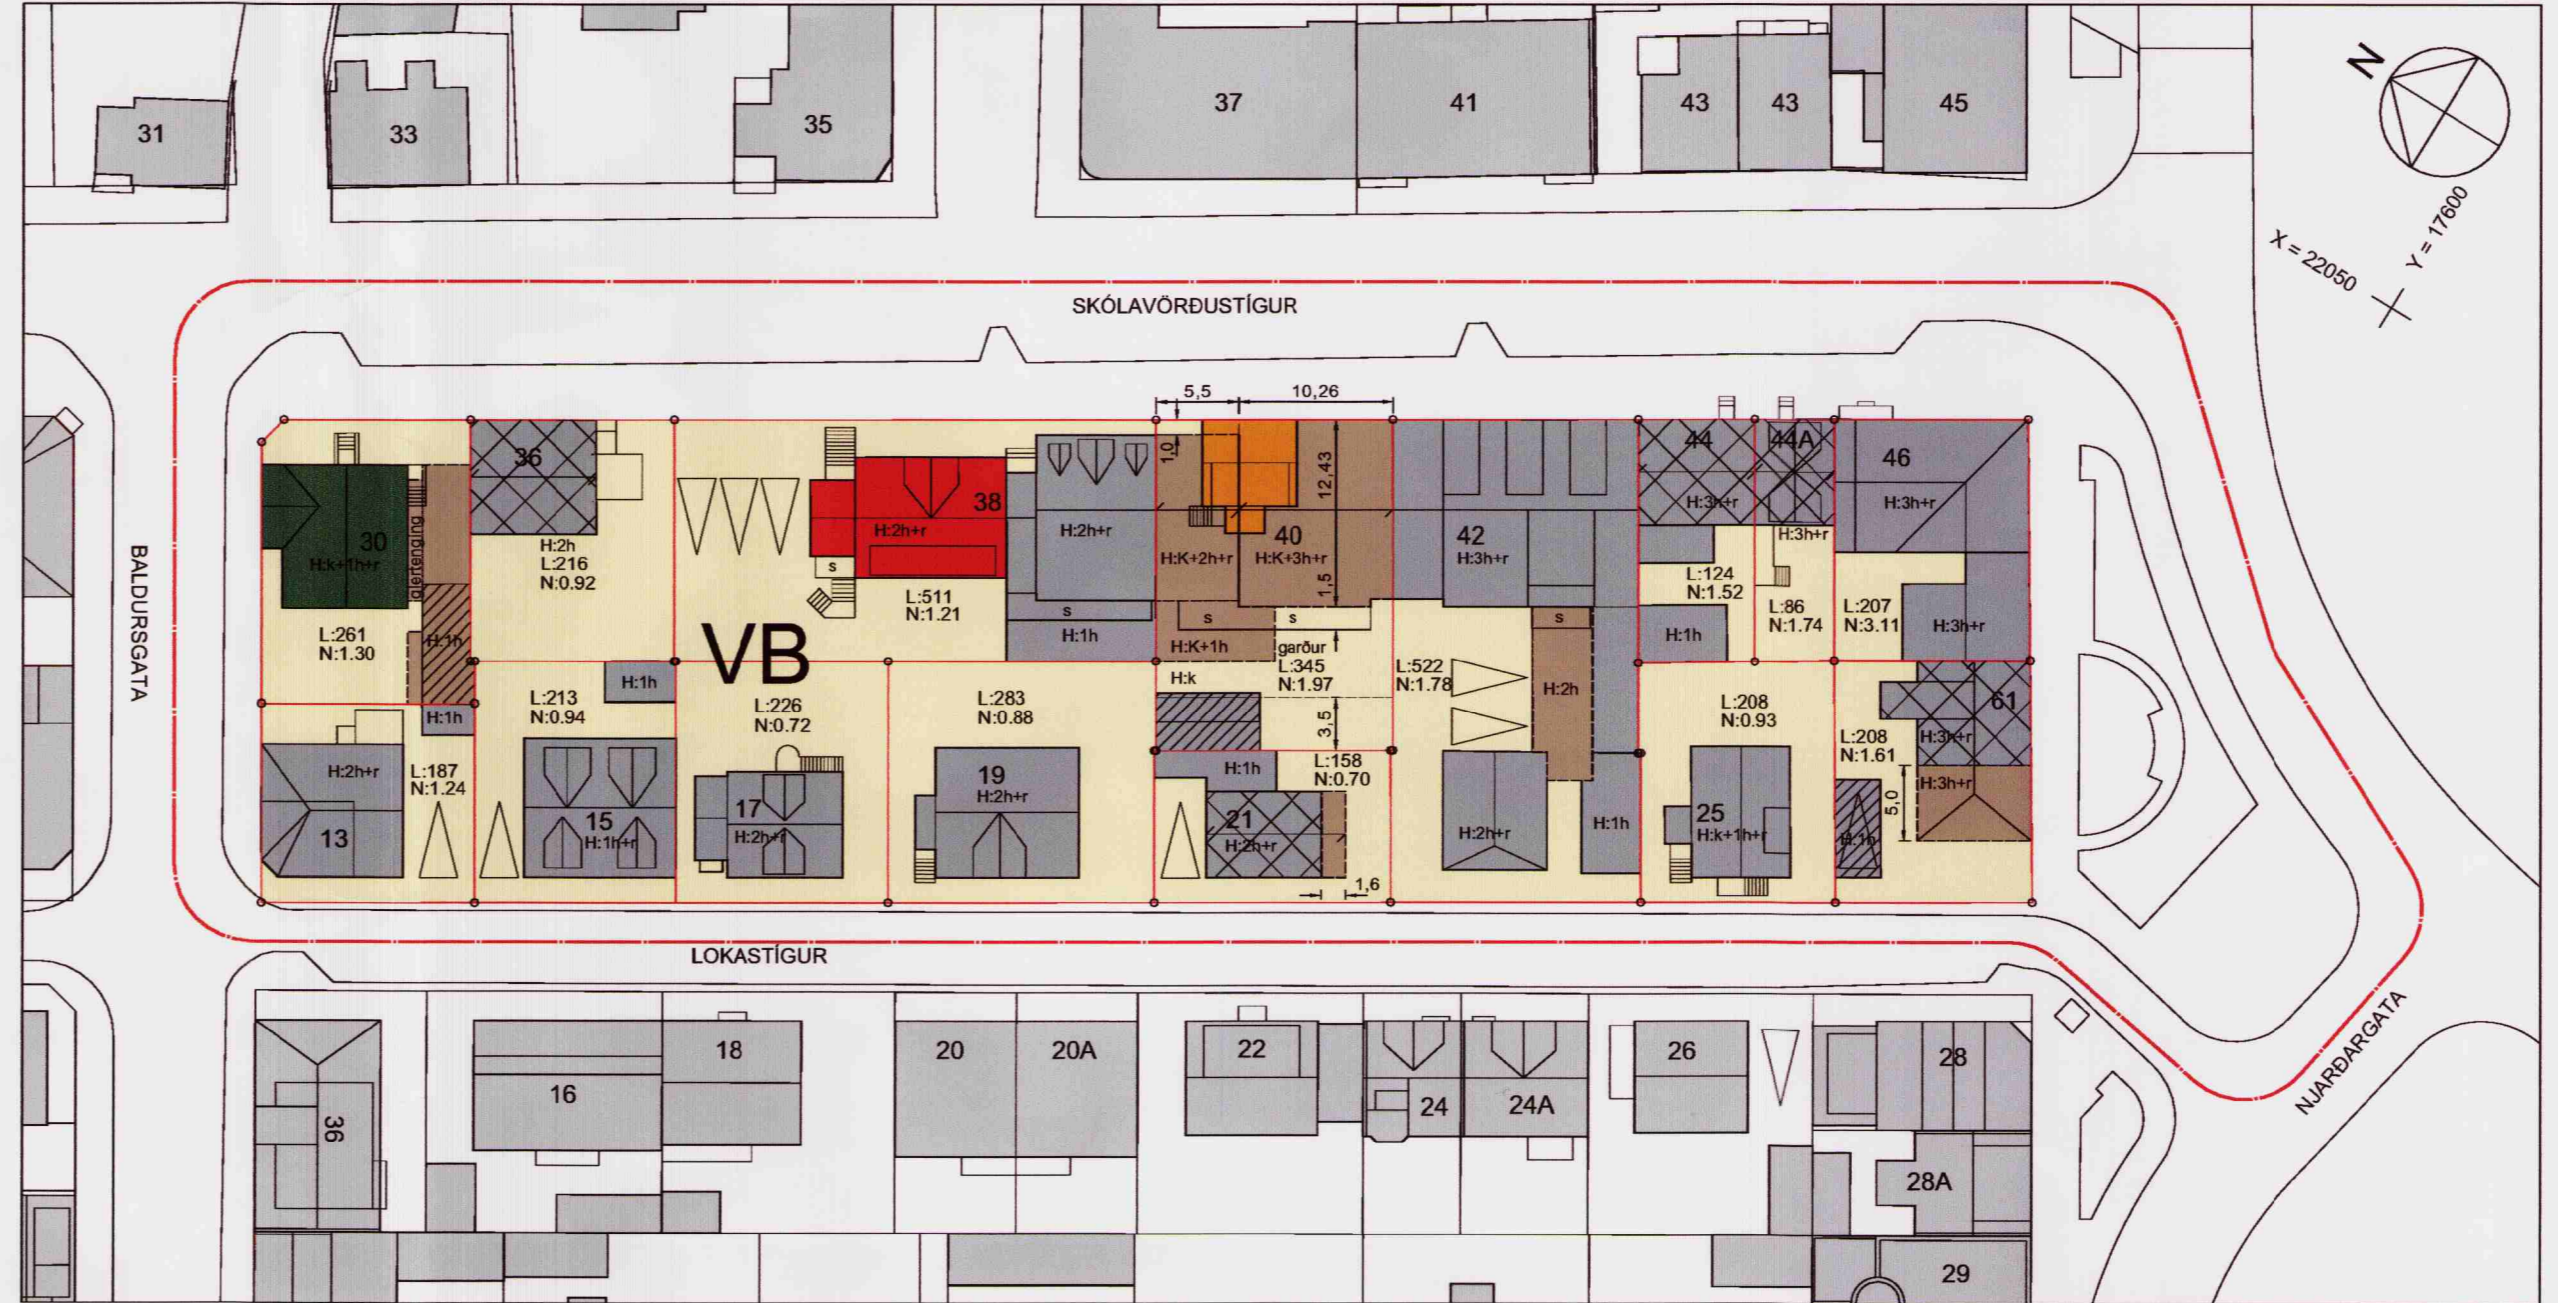 31
33
35
37
41
43
43
45
N
X = 22050
Y = 17600
SKÓLAVÖRÐUSTÍGUR
BALDURSGATA
5,5
10,26
1,0
12,43
36
44
44A
46
H:3h+r
H:3h+r
H:3h+r
38
H:2h+r
H:2h+r
30
H:k+1h+r
glertenging
H:2h
L:216
N:0.92
40
H:K+2h+r
H:K+3h+r
1,5
42
H:3h+r
s
L:511
N:1.21
s
H:1h
s
s
H:K+1h
garður
L:345
N:1.97
H:k
s
L:124
N:1.52
H:1h
L:86
N:1.74
L:207
N:3.11
H:3h+r
L:261
N:1.30
H:1h
VB
L:522
N:1.78
H:2h
H:1h
L:213
N:0.94
H:1h
L:226
N:0.72
L:283
N:0.88
3,5
L:208
N:0.93
61
H:3h+r
L:208
N:1.61
H:3h+r
5,0
H:2h+r
L:187
N:1.24
13
15
H:1h+r
17
H:2h+r
19
H:2h+r
H:1h
L:158
N:0.70
21
H:2h+r
1,6
H:2h+r
H:1h
25
H:k+1h+r
H:1h
LOKASTÍGUR
NJARÐARGATA
36
16
18
20
20A
22
24
24A
26
28
28A
29